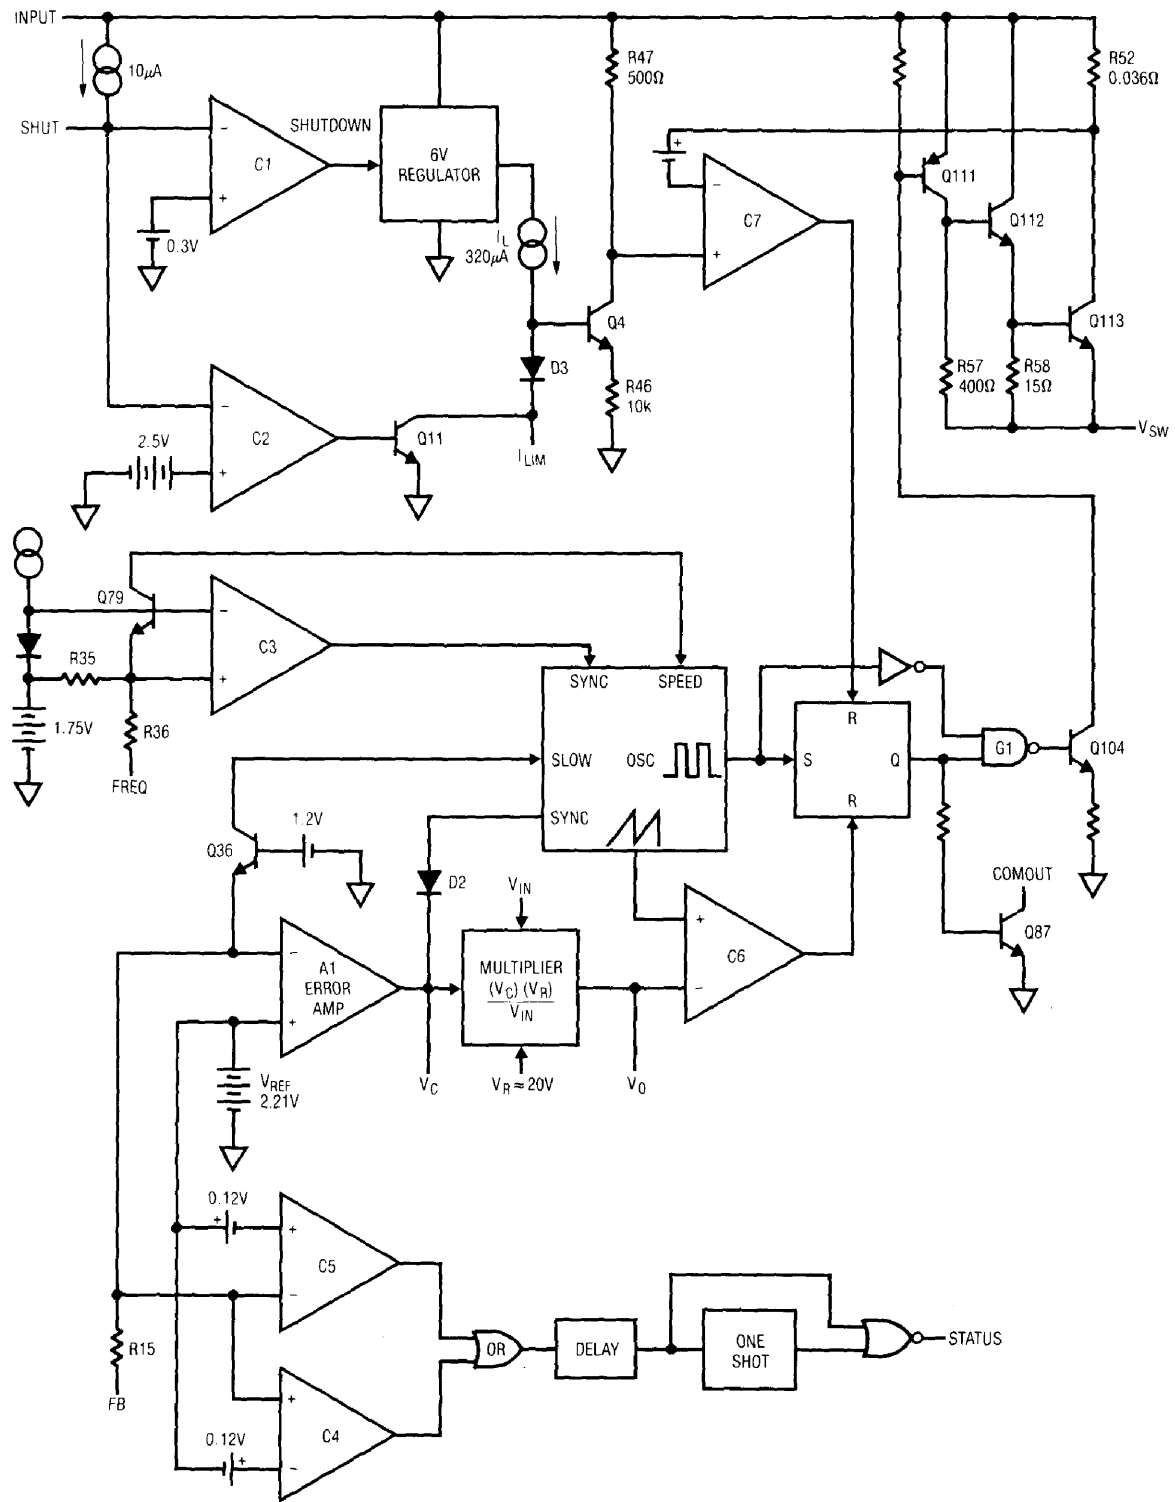 INPUT
10µA
R47
500Ω
R52
0.036Ω
SHUT
-
C1
+
0.3V
SHUTDOWN
6V
REGULATOR
+
-
C7
+
Q111
Q112
I_L
320µA
Q4
Q113
D3
R46
10k
R57
400Ω
R58
15Ω
V_SW
-
C2
+
2.5V
Q11
I_LIM
Q79
-
C3
+
R35
1.75V
R36
FREQ
SYNC
SPEED
SLOW
OSC
SYNC
R
S
Q
R
G1
Q104
Q36
1.2V
D2
V_IN
COMOUT
Q87
-
A1
ERROR
AMP
+
MULTIPLIER
(V_C) (V_R)
V_IN
+
C6
-
V_REF
2.21V
V_C
V_R ≈ 20V
V_O
0.12V
+
+
C5
-
R15
FB
OR
DELAY
ONE
SHOT
STATUS
+
C4
-
0.12V
+